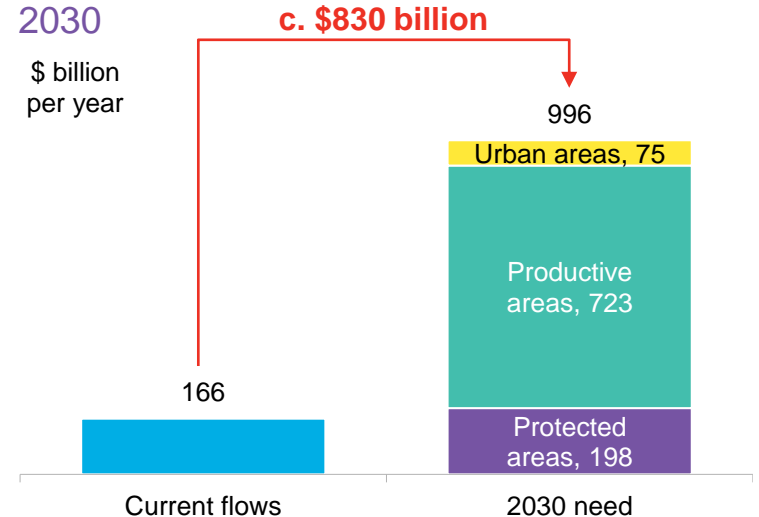 2030
c. $830 billion
$ billion
per year
996
Urban areas, 75
Productive
areas, 723
166
Protected
areas, 198
Current flows
2030 need